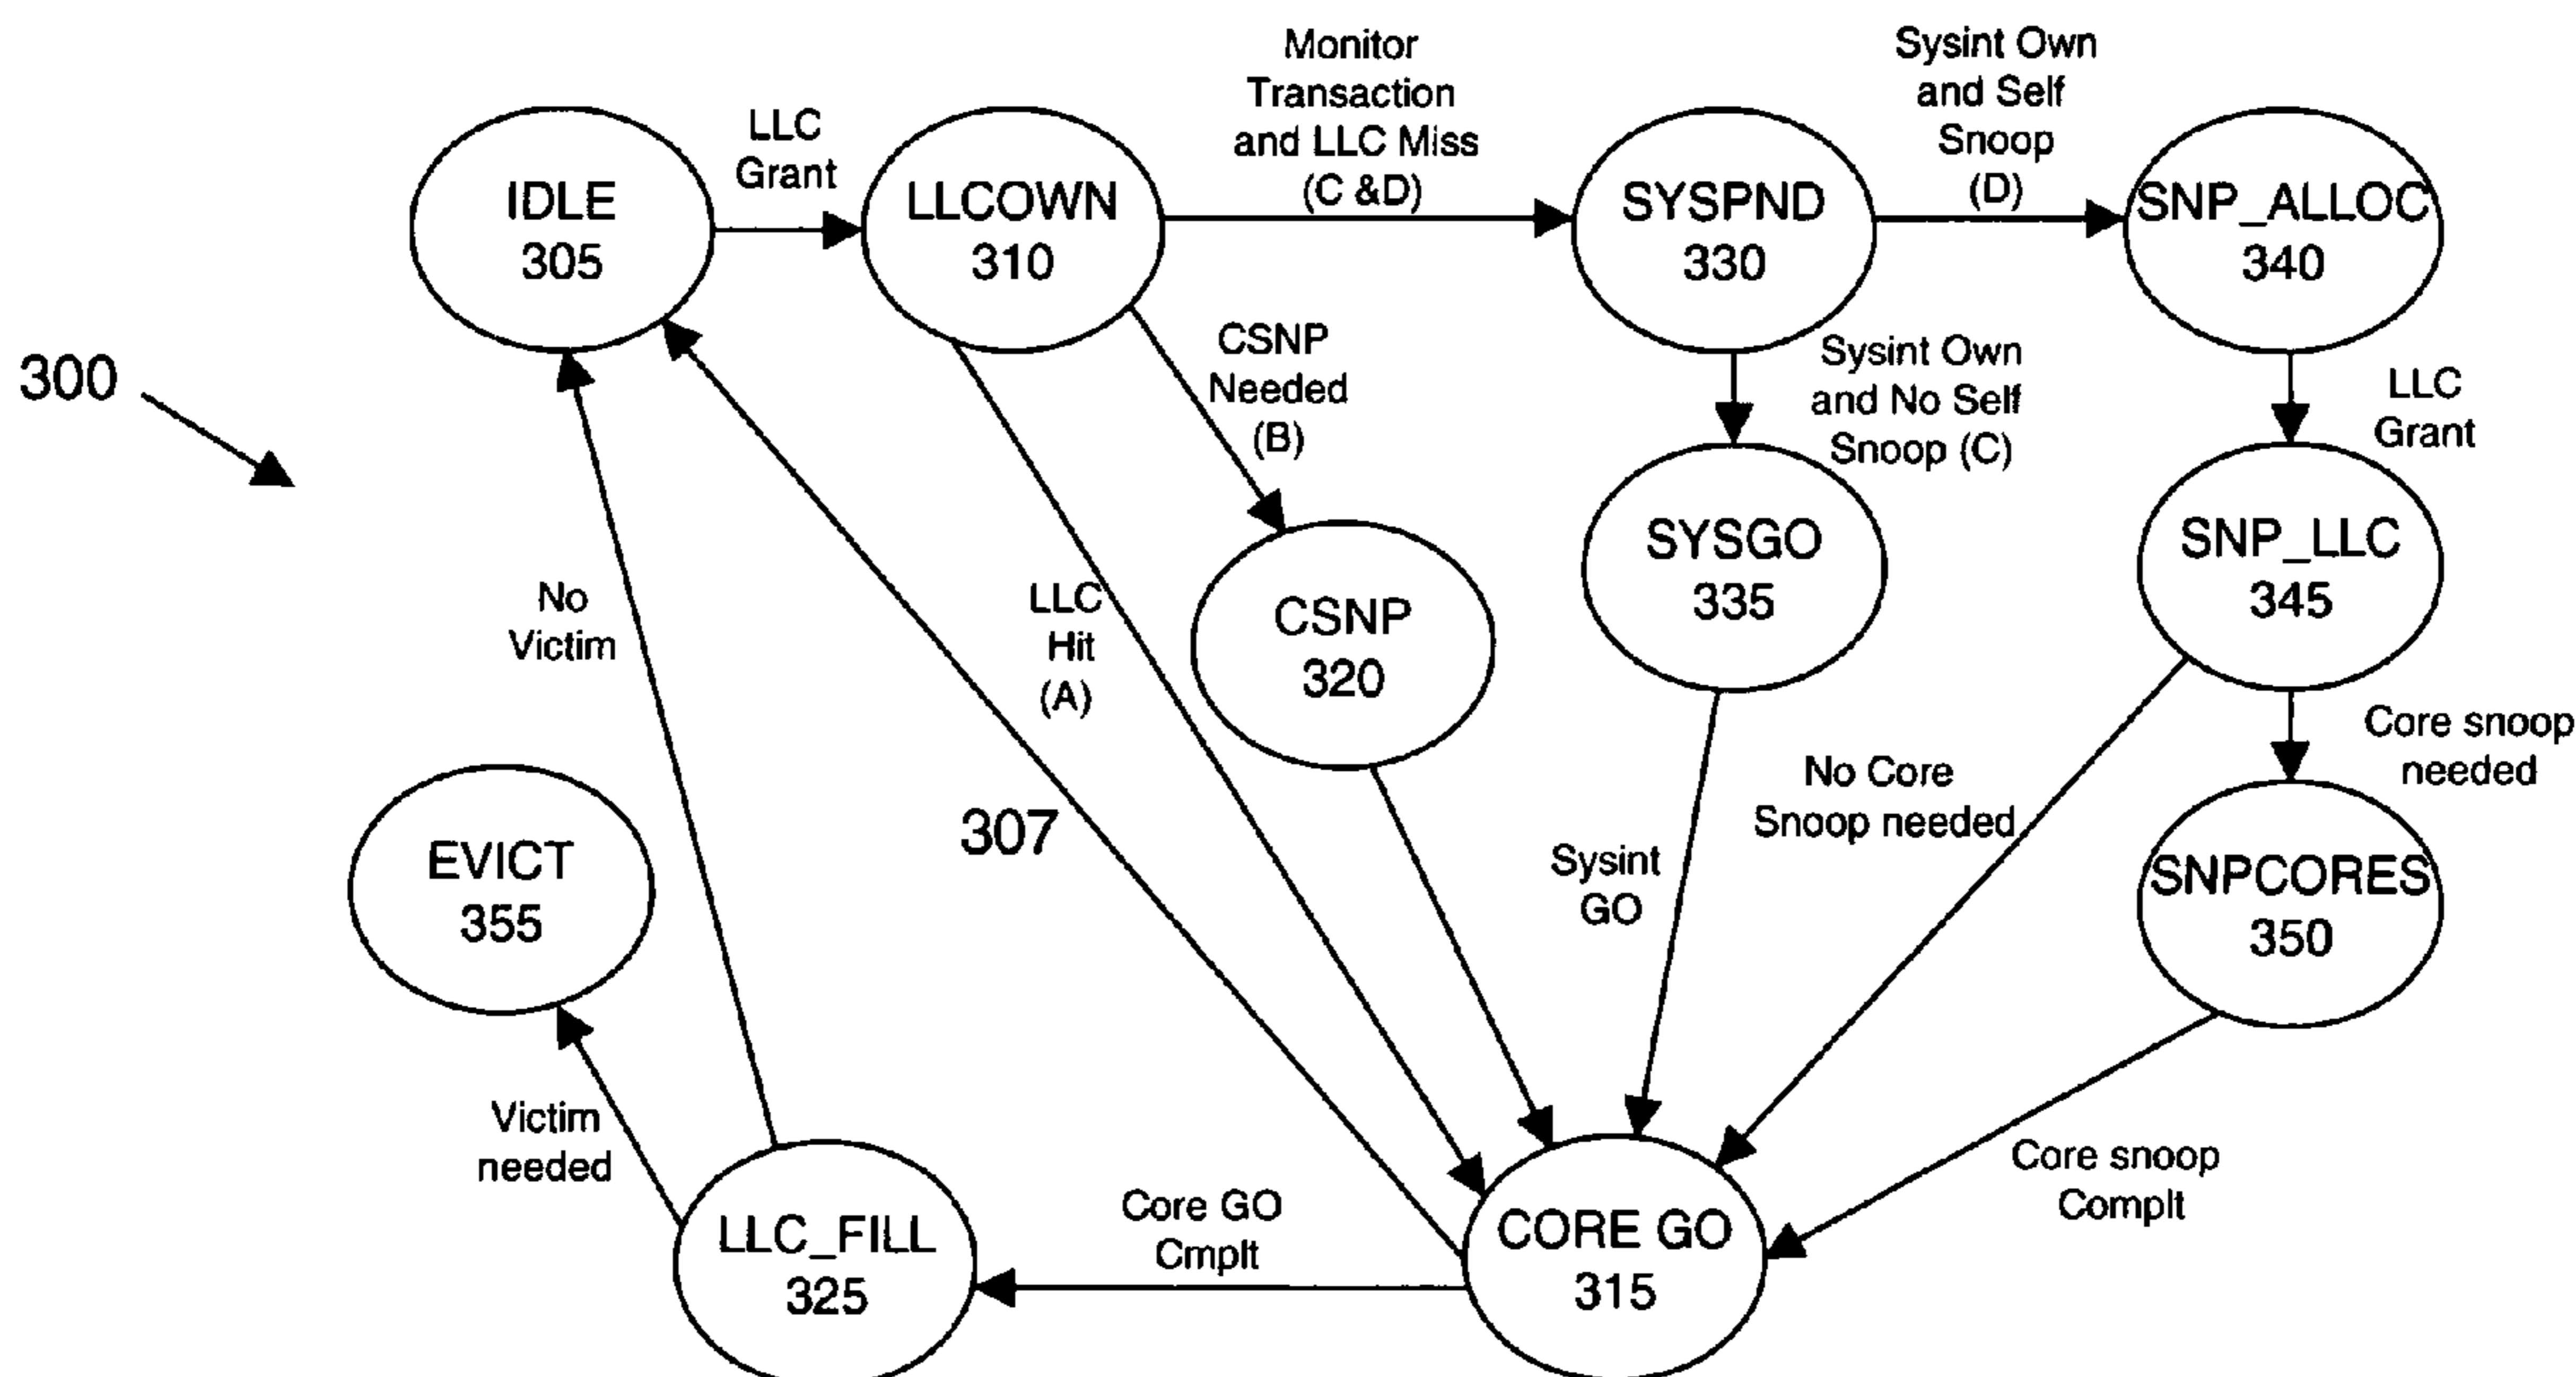 Monitor
Transaction
and LLC Miss
(C &D)
Sysint Own
and Self
Snoop
(D)
LLC
Grant
IDLE
305
LLCOWN
310
SYSPND
330
SNP_ALLOC
340
300
CSNP
Needed
(B)
Sysint Own
and No Self
Snoop (C)
LLC
Grant
SYSGO
335
SNP_LLC
345
No
Victim
LLC
Hit
(A)
CSNP
320
Core snoop
needed
No Core
Snoop needed
307
EVICT
355
Sysint
GO
SNPCORES
350
Victim
needed
Core GO
Cmplt
Core snoop
Complt
LLC_FILL
325
CORE GO
315